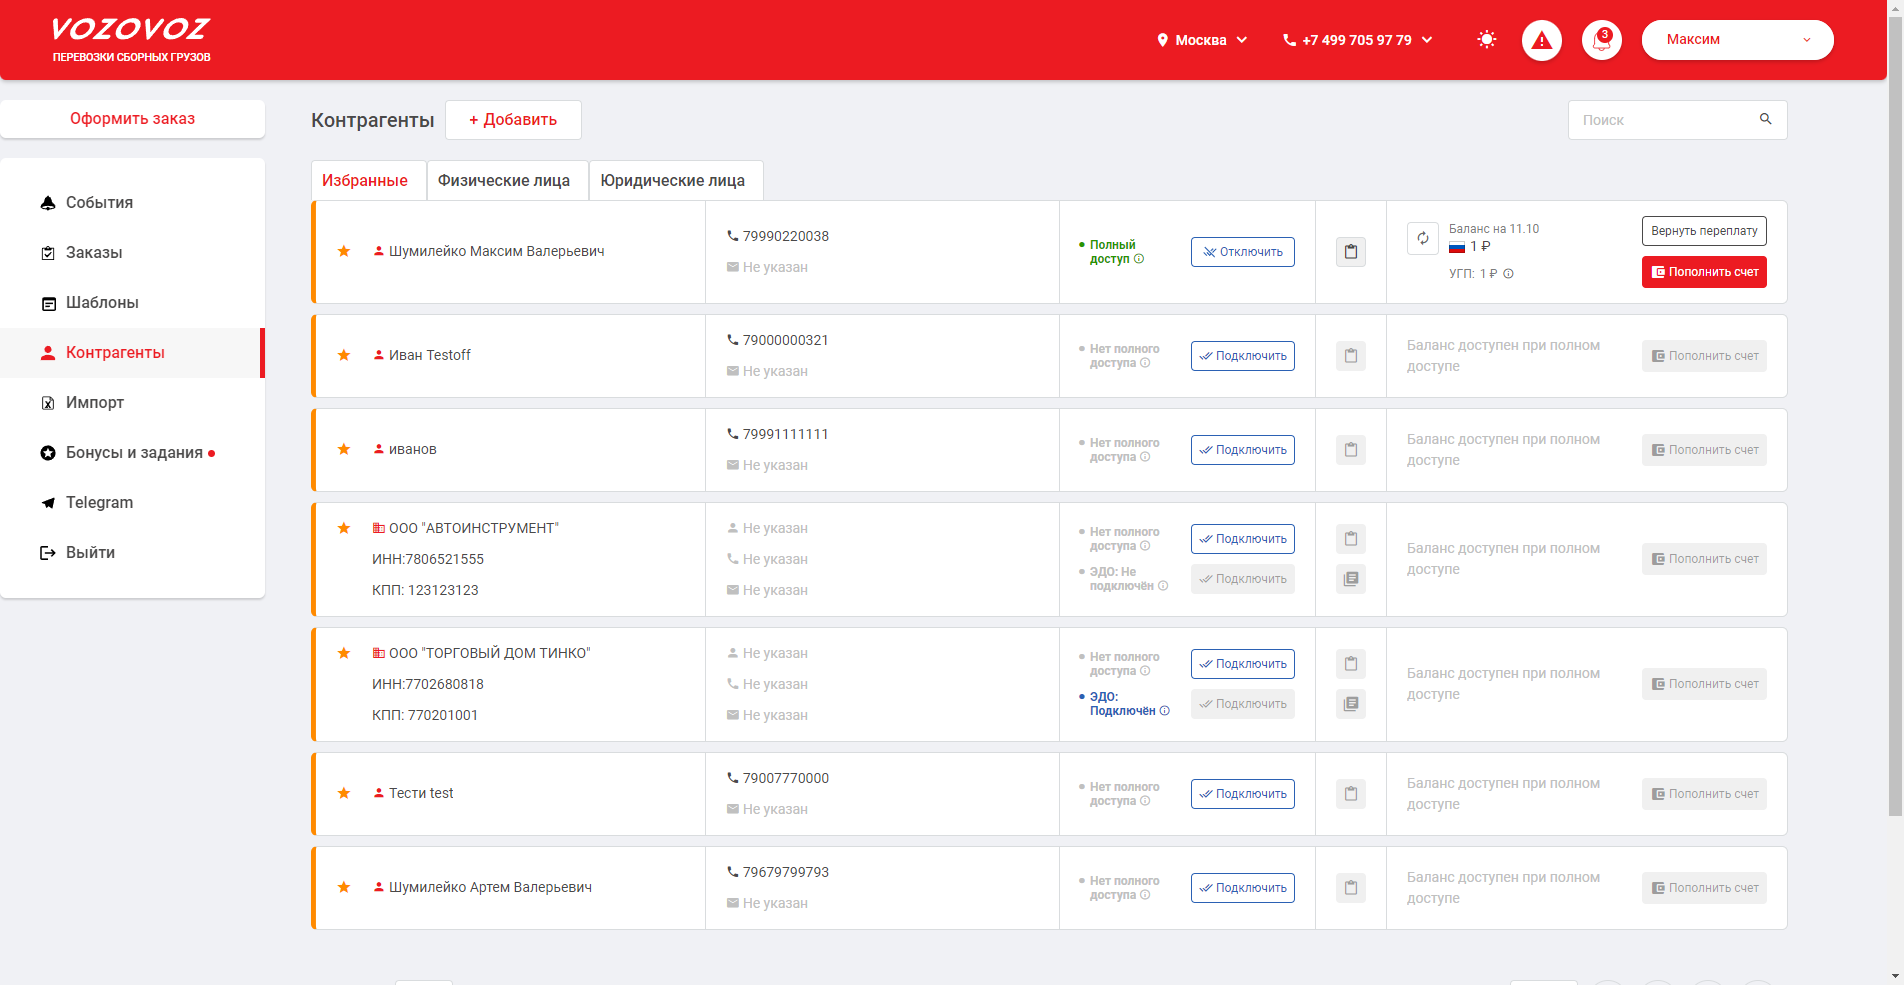 VOZOVOZ
ПЕРЕВОЗКИ СБОРНЫХ ГРУЗОВ
Москва
+7 499 705 97 79
3
Максим
Оформить заказ
События
Заказы
Шаблоны
Контрагенты
Импорт
Бонусы и задания
Telegram
Выйти
Контрагенты
+ Добавить
Поиск
Избранные
Физические лица
Юридические лица
Шумилейко Максим Валерьевич
79990220038
Не указан
Полный
доступ
Отключить
Баланс на 11.10
1 ₽
УГП: 1 ₽
Вернуть переплату
Пополнить счет
Иван Testoff
79000000321
Не указан
Нет полного
доступа
Подключить
Баланс доступен при полном
доступе
Пополнить счет
иванов
79991111111
Не указан
Нет полного
доступа
Подключить
Баланс доступен при полном
доступе
Пополнить счет
ООО "АВТОИНСТРУМЕНТ"
ИНН:7806521555
КПП: 123123123
Не указан
Не указан
Не указан
Нет полного
доступа
Подключить
ЭДО: Не
подключён
Подключить
Баланс доступен при полном
доступе
Пополнить счет
ООО "ТОРГОВЫЙ ДОМ ТИНКО"
ИНН:7702680818
КПП: 770201001
Не указан
Не указан
Не указан
Нет полного
доступа
Подключить
ЭДО:
Подключён
Подключить
Баланс доступен при полном
доступе
Пополнить счет
Тести test
79007770000
Не указан
Нет полного
доступа
Подключить
Баланс доступен при полном
доступе
Пополнить счет
Шумилейко Артем Валерьевич
79679799793
Не указан
Нет полного
доступа
Подключить
Баланс доступен при полном
доступе
Пополнить счет